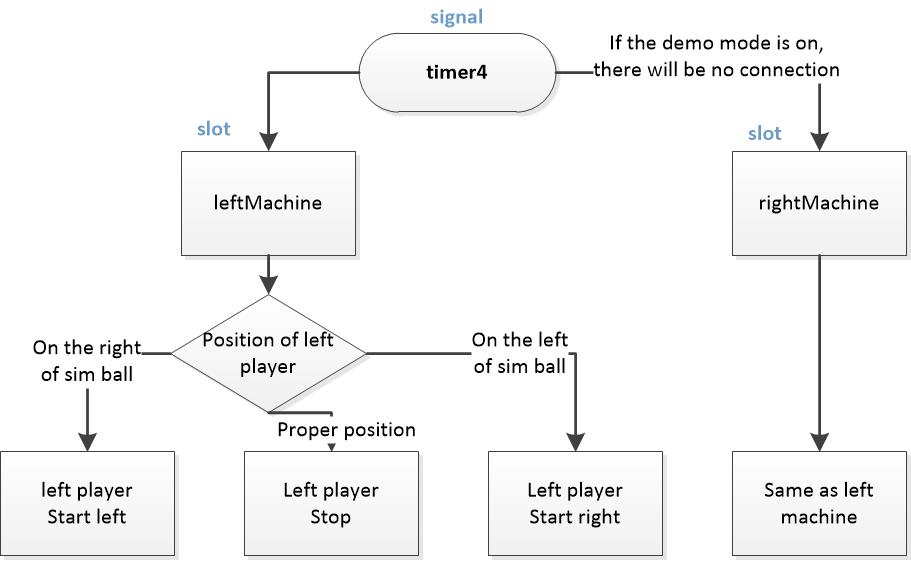 signal
timer4
If the demo mode is on,
there will be no connection
slot
slot
leftMachine
rightMachine
Position of left
player
On the right
of sim ball
On the left
of sim ball
Proper position
left player
Start left
Left player
Stop
Left player
Start right
Same as left
machine